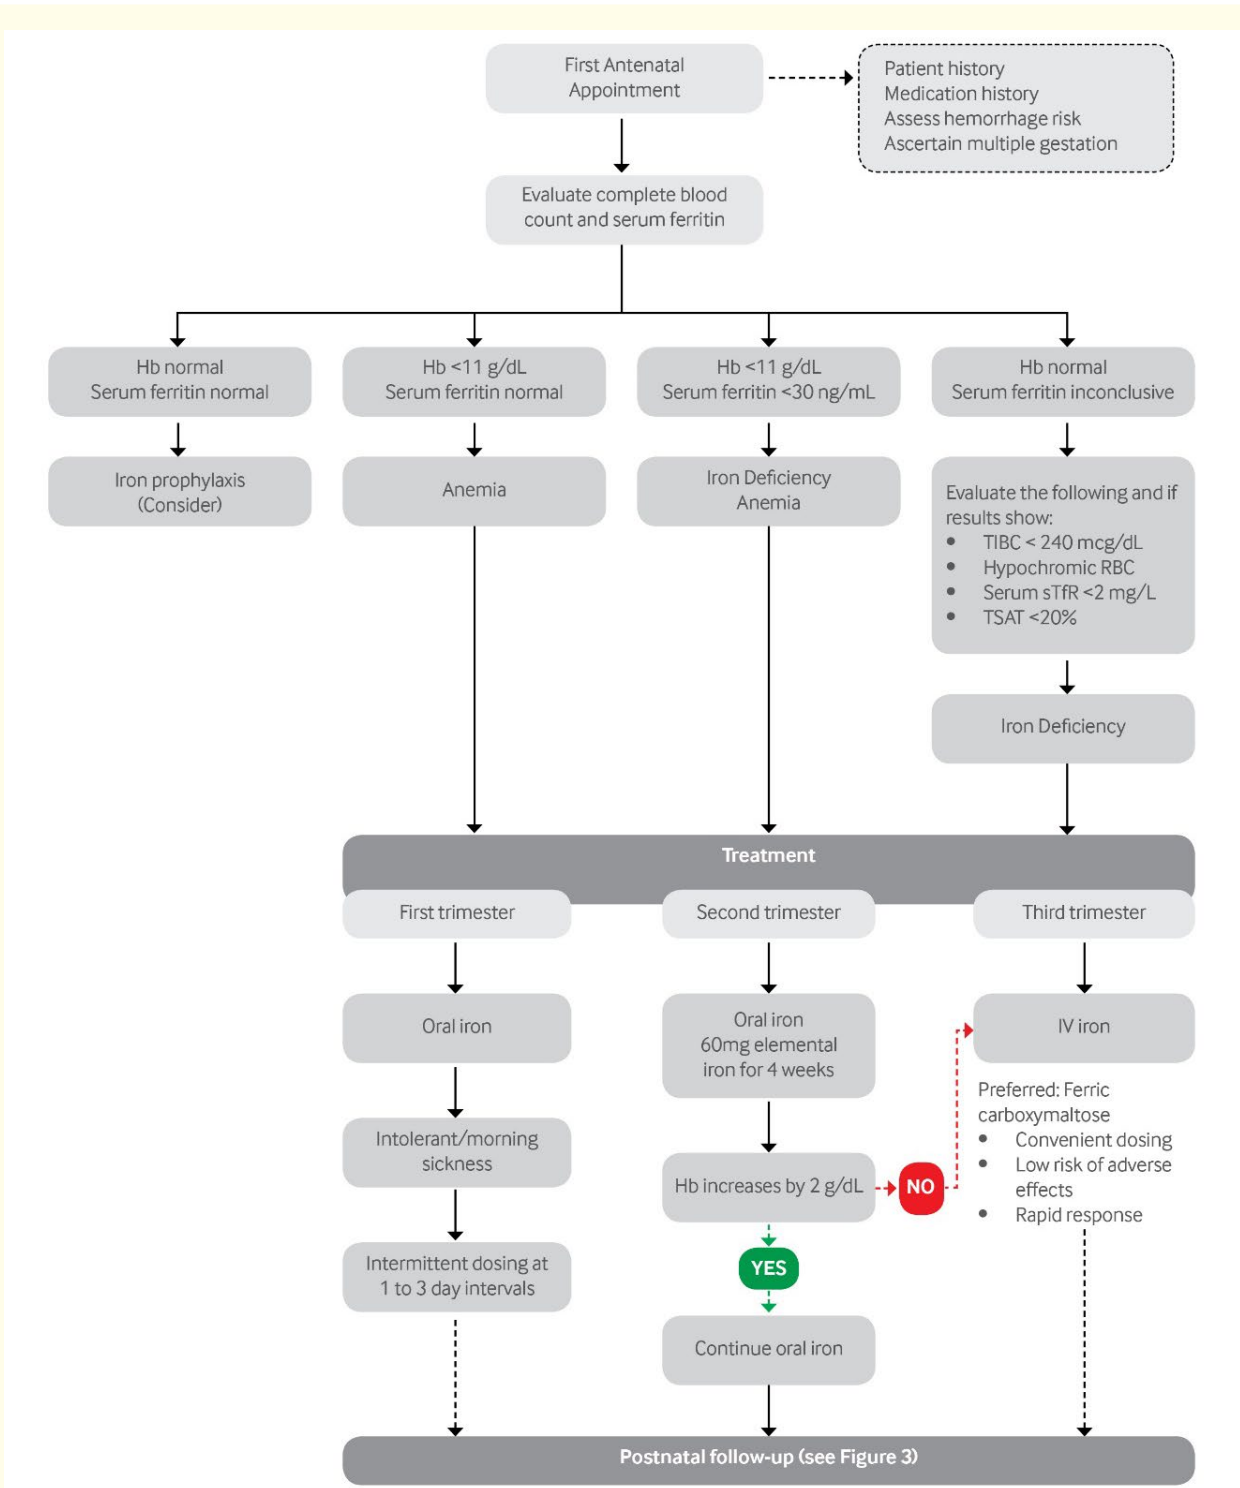 First Antenatal
Appointment
Patient history
Medication history
Assess hemorrhage risk
Ascertain multiple gestation
Evaluate complete blood
count and serum ferritin
Hb normal
Serum ferritin normal
Hb <11 g/dL
Serum ferritin normal
Hb <11 g/dL
Serum ferritin <30 ng/mL
Hb normal
Serum ferritin inconclusive
Iron prophylaxis
(Consider)
Anemia
Iron Deficiency
Anemia
Evaluate the following and if
results show:
• TIBC < 240 mcg/dL
• Hypochromic RBC
• Serum sTfR <2 mg/L
• TSAT <20%
Iron Deficiency
Treatment
First trimester
Second trimester
Third trimester
Oral iron
Oral iron
60mg elemental
iron for 4 weeks
IV iron
Preferred: Ferric
carboxymaltose
• Convenient dosing
• Low risk of adverse
effects
• Rapid response
Intolerant/morning
sickness
Hb increases by 2 g/dL
NO
YES
Intermittent dosing at
1 to 3 day intervals
Continue oral iron
Postnatal follow-up (see Figure 3)